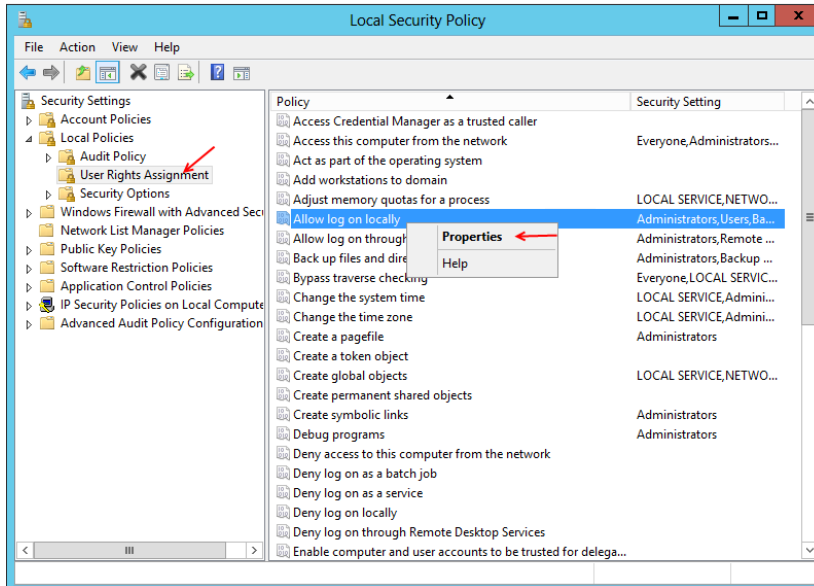 Local Security Policy
File Action View Help
Security Settings
Account Policies
Local Policies
Audit Policy
User Rights Assignment
Security Options
Windows Firewall with Advanced Secu
Network List Manager Policies
Public Key Policies
Software Restriction Policies
Application Control Policies
IP Security Policies on Local Compute
Advanced Audit Policy Configuration
Policy Security Setting
Access Credential Manager as a trusted caller
Access this computer from the network Everyone,Administrators...
Act as part of the operating system
Add workstations to domain
Adjust memory quotas for a process LOCAL SERVICE,NETWO...
Allow log on locally Administrators,Users,Ba...
Allow log on through Administrators,Remote ...
Back up files and dire Administrators,Backup ...
Bypass traverse checking Everyone,LOCAL SERVIC...
Change the system time LOCAL SERVICE,Admini...
Change the time zone LOCAL SERVICE,Admini...
Create a pagefile Administrators
Create a token object
Create global objects LOCAL SERVICE,NETWO...
Create permanent shared objects
Create symbolic links Administrators
Debug programs Administrators
Deny access to this computer from the network
Deny log on as a batch job
Deny log on as a service
Deny log on locally
Deny log on through Remote Desktop Services
Enable computer and user accounts to be trusted for delega...
Properties
Help